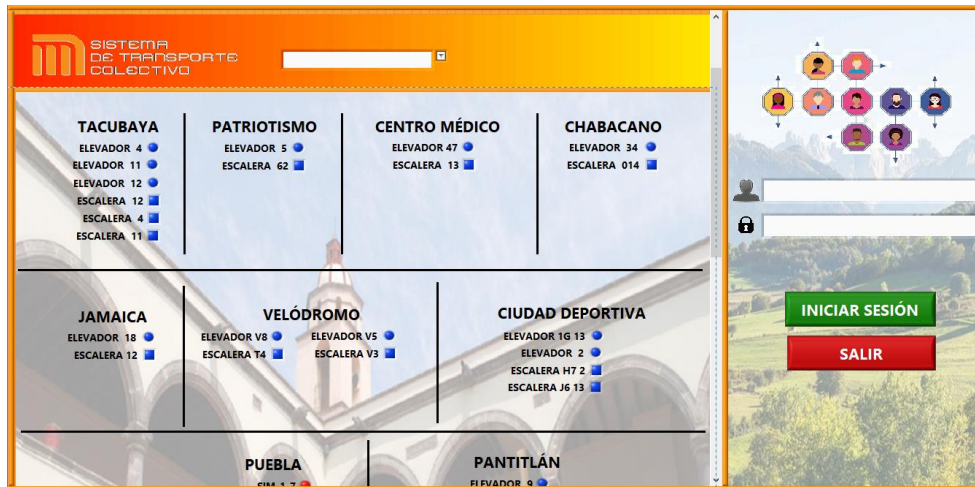 SISTEMA
DE TRANSPORTE
COLECTIVO
TACUBAYA
ELEVADOR 4
ELEVADOR 11
ELEVADOR 12
ESCALERA 12
ESCALERA 4
ESCALERA 11
PATRIOTISMO
ELEVADOR 5
ESCALERA 62
CENTRO MÉDICO
ELEVADOR 47
ESCALERA 13
CHABACANO
ELEVADOR 34
ESCALERA 014
JAMAICA
ELEVADOR 18
ESCALERA 12
VELÓDROMO
ELEVADOR V8 ELEVADOR V5
ESCALERA T4 ESCALERA V3
CIUDAD DEPORTIVA
ELEVADOR 1G 13
ELEVADOR 2
ESCALERA H7 2
ESCALERA J6 13
PUEBLA
SIM 1-7
PANTITLÁN
ELEVADOR 9
INICIAR SESIÓN
SALIR